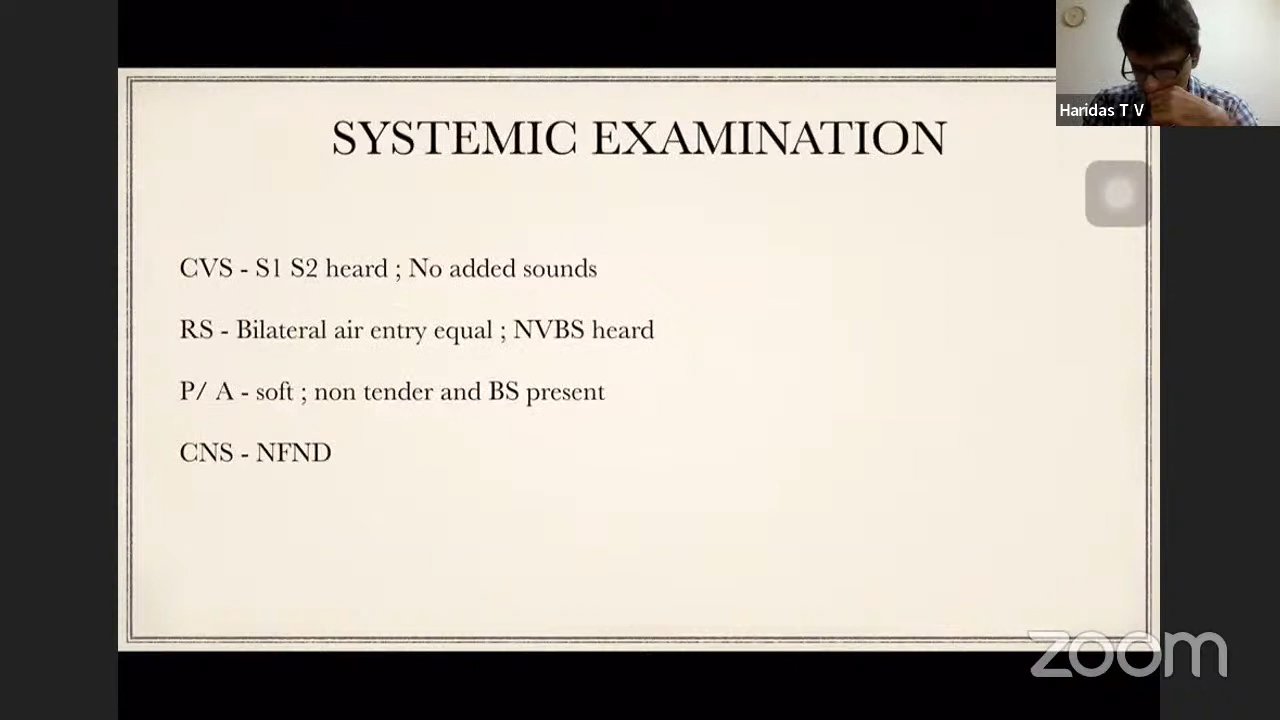 SYSTEMIC EXAMINATION
CVS - S1 S2 heard ; No added sounds
RS - Bilateral air entry equal ; NVBS heard
P/ A - soft ; non tender and BS present
CNS - NFND
Haridas T V
zoom